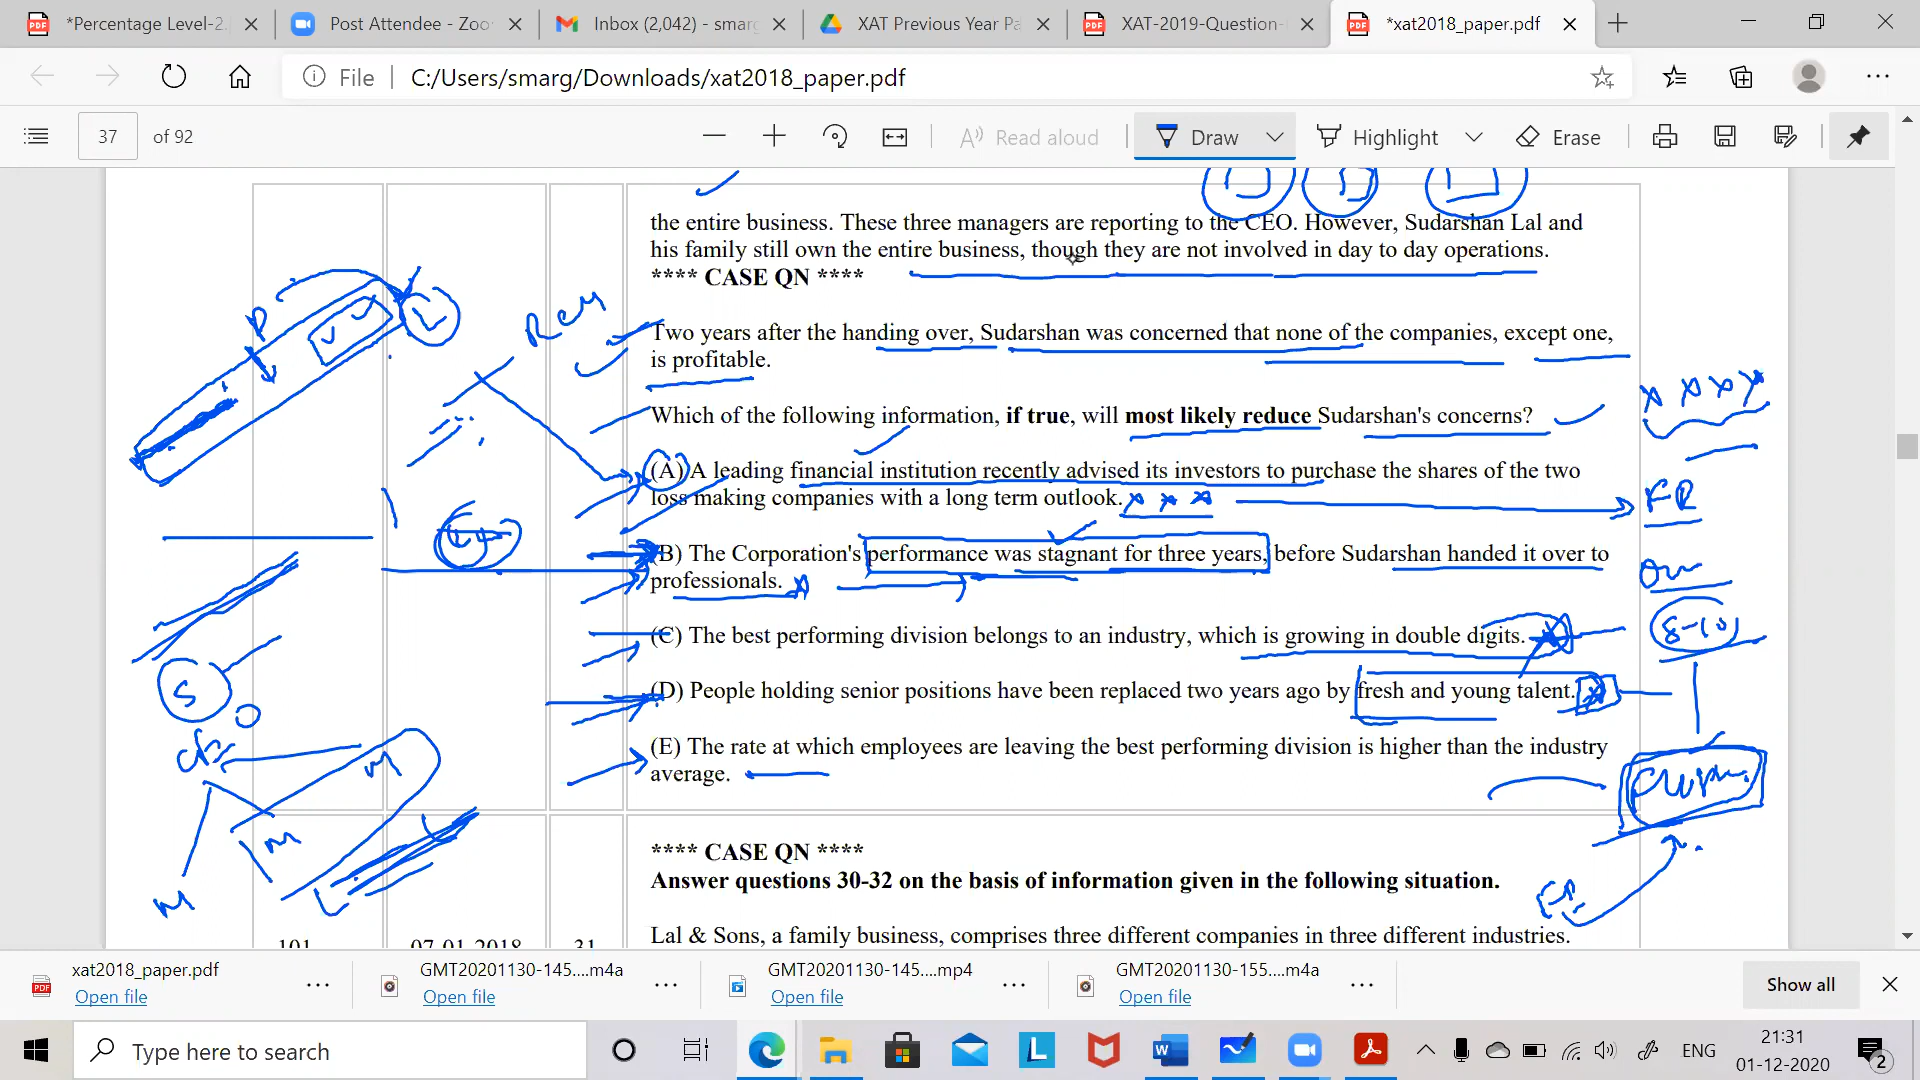 *Percentage Level-2.
Post Attendee - Zoo
Inbox (2,042) - smarg
XAT Previous Year Pa
XAT-2019-Question-
*xat2018_paper.pdf
File
C:/Users/smarg/Downloads/xat2018_paper.pdf
37 of 92
Read aloud
Draw
Highlight
Erase
the entire business. These three managers are reporting to the CEO. However, Sudarshan Lal and
his family still own the entire business, though they are not involved in day to day operations.
**** CASE QN ****
Two years after the handing over, Sudarshan was concerned that none of the companies, except one,
is profitable.
Which of the following information, if true, will most likely reduce Sudarshan's concerns?
(A) A leading financial institution recently advised its investors to purchase the shares of the two
loss making companies with a long term outlook.
(B) The Corporation's performance was stagnant for three years, before Sudarshan handed it over to
professionals.
(C) The best performing division belongs to an industry, which is growing in double digits.
(D) People holding senior positions have been replaced two years ago by fresh and young talent.
(E) The rate at which employees are leaving the best performing division is higher than the industry
average.
P
L
S
O
M
M
M
L
8-10
**** CASE QN ****
Answer questions 30-32 on the basis of information given in the following situation.
101 07-01-2018 31 Lal & Sons, a family business, comprises three different companies in three different industries.
xat2018_paper.pdf
Open file
GMT20201130-145....m4a
Open file
GMT20201130-145....mp4
Open file
GMT20201130-155....m4a
Open file
Show all
Type here to search
ENG
21:31
01-12-2020
2